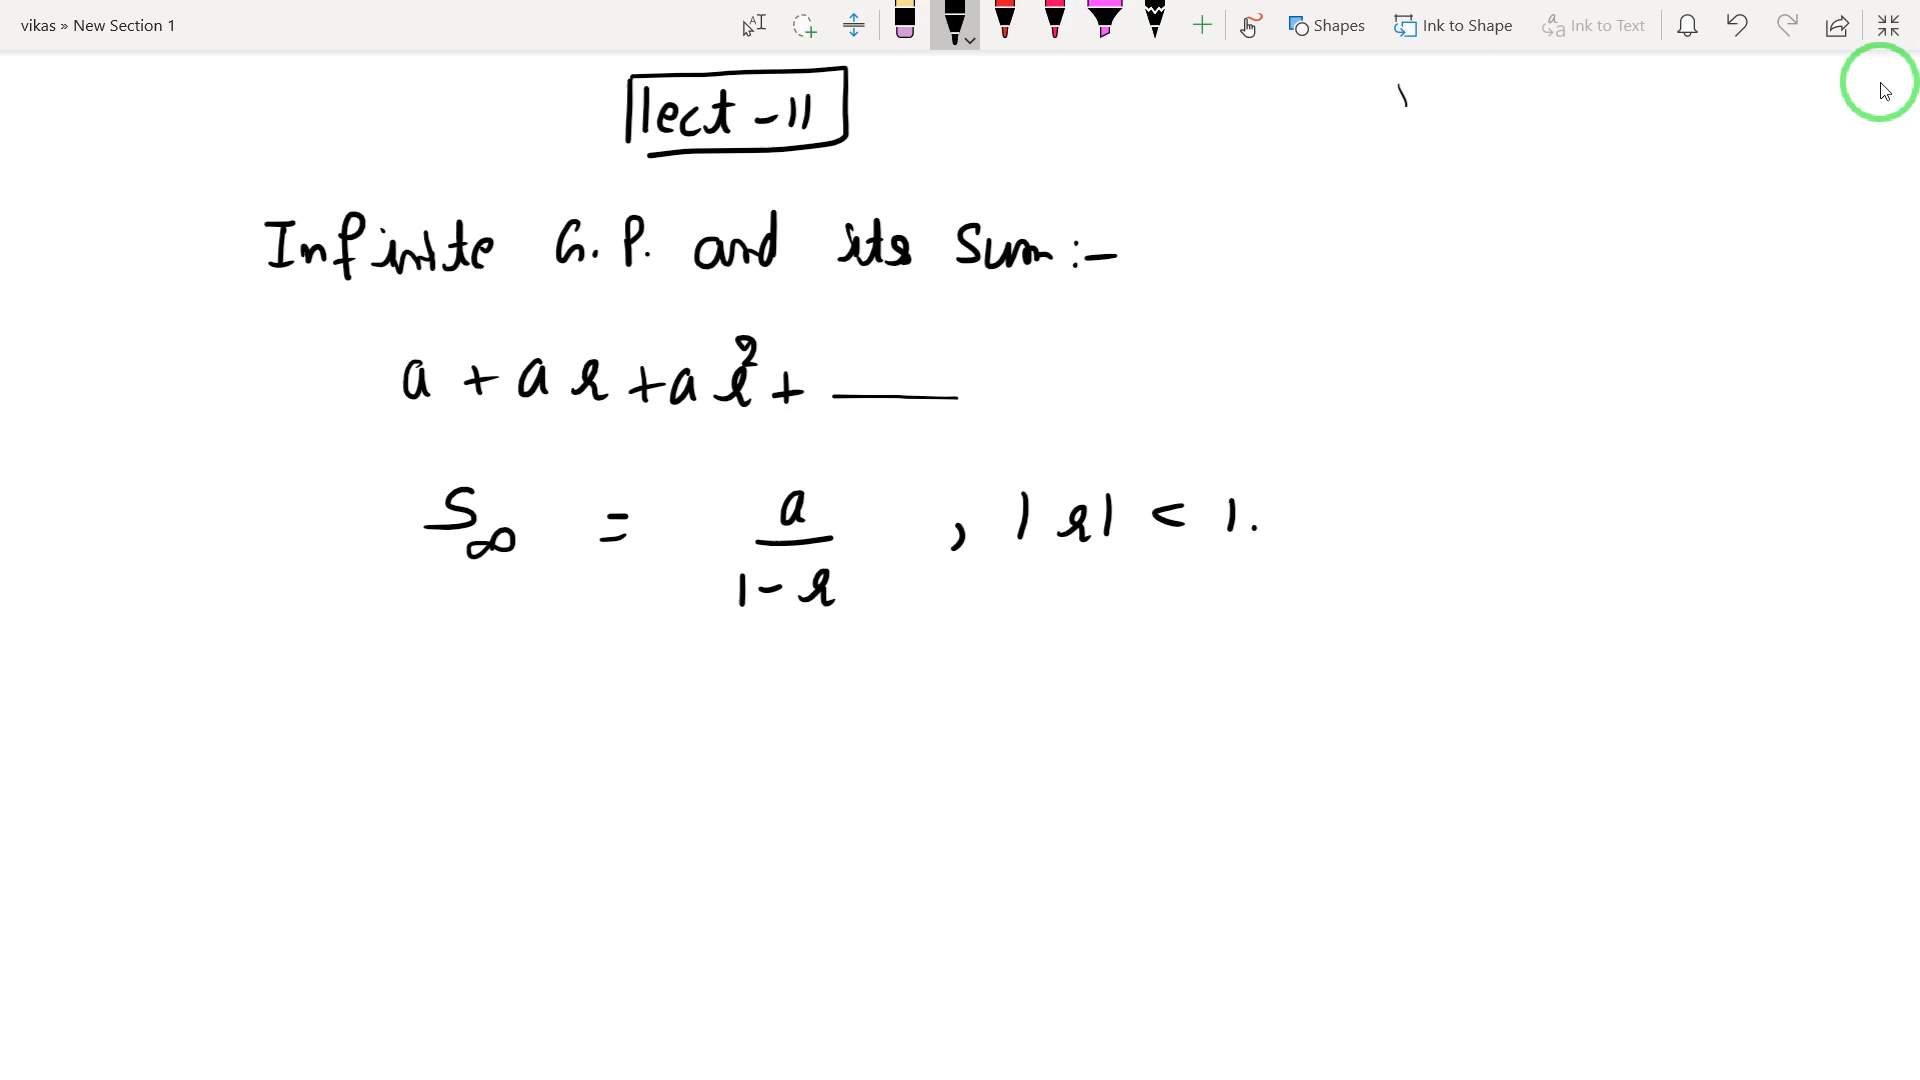 vikas » New Section 1
Shapes
Ink to Shape
Ink to Text
lect - 11
Infinite G.P. and its Sum :-
a + ar + ar² + ———
S∞ = a / (1 - r) , |r| < 1.